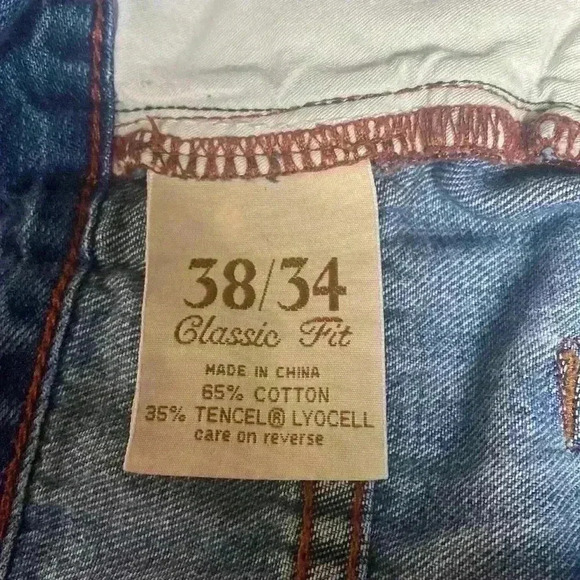 38/34
Classic Fit
MADE IN CHINA
65% COTTON
35% TENCEL® LYOCELL
care on reverse